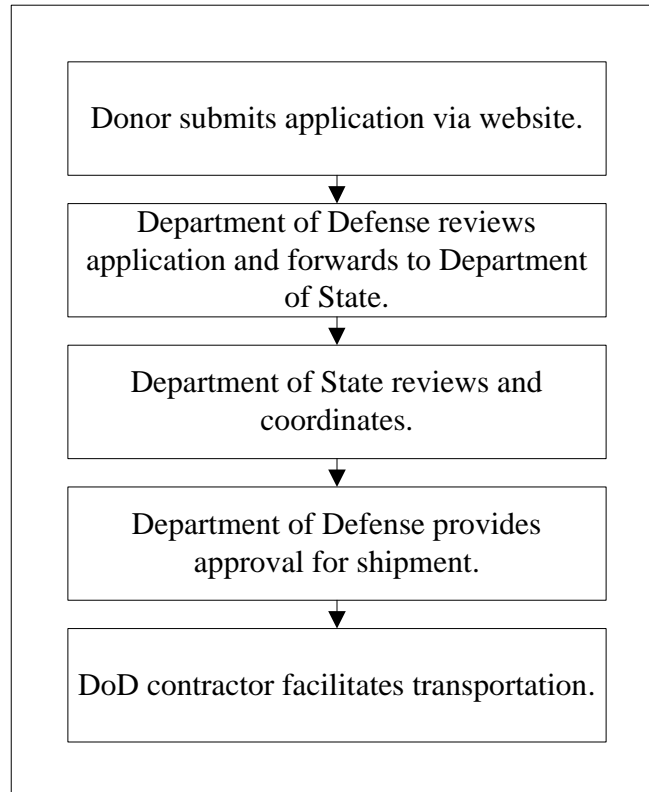 Donor submits application via website.
Department of Defense reviews
application and forwards to Department
of State.
Department of State reviews and
coordinates.
Department of Defense provides
approval for shipment.
DoD contractor facilitates transportation.